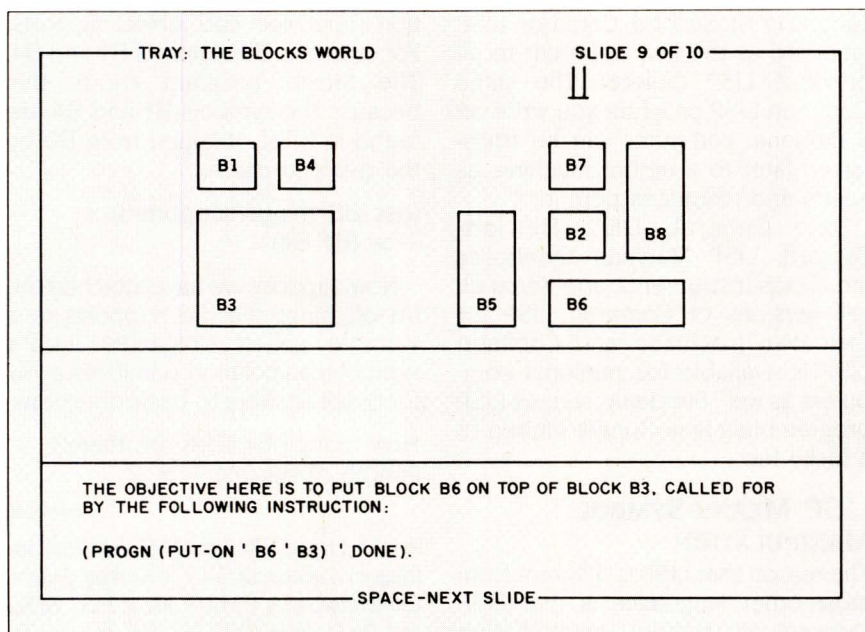 TRAY: THE BLOCKS WORLD SLIDE 9 OF 10
B1 B4 B7
B2 B8
B3 B5 B6
THE OBJECTIVE HERE IS TO PUT BLOCK B6 ON TOP OF BLOCK B3, CALLED FOR
BY THE FOLLOWING INSTRUCTION:
(PROGN (PUT-ON 'B6 'B3) ' DONE).
SPACE-NEXT SLIDE